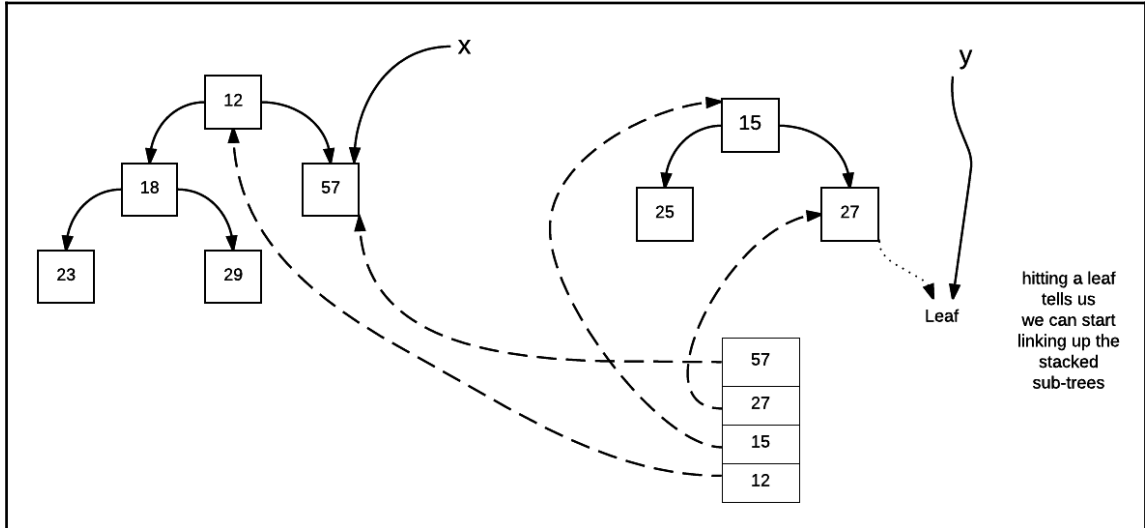 x
y
12
15
18
57
25
27
23
29
hitting a leaf
tells us
we can start
linking up the
stacked
sub-trees
Leaf
57
27
15
12